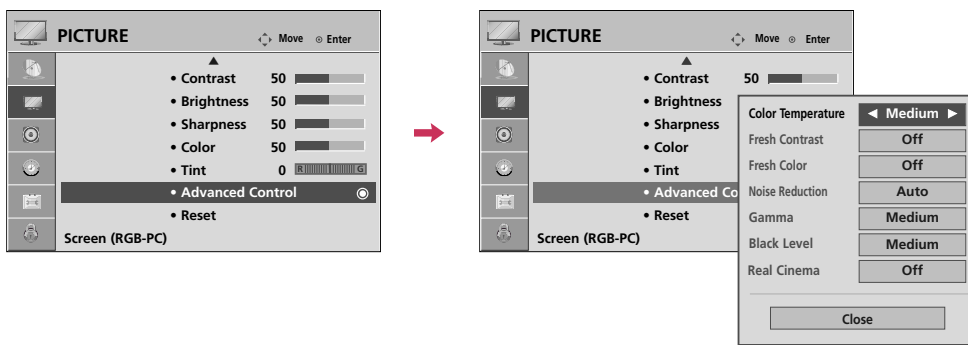 PICTURE Move Enter
• Contrast 50
• Brightness 50
• Sharpness 50
• Color 50
• Tint 0 R G
• Advanced Control
• Reset
Screen (RGB-PC)
PICTURE Move Enter
• Contrast 50
• Brightness
• Sharpness
• Color
• Tint
• Advanced Co
• Reset
Screen (RGB-PC)
Color Temperature ◄ Medium ►
Fresh Contrast Off
Fresh Color Off
Noise Reduction Auto
Gamma Medium
Black Level Medium
Real Cinema Off
Close